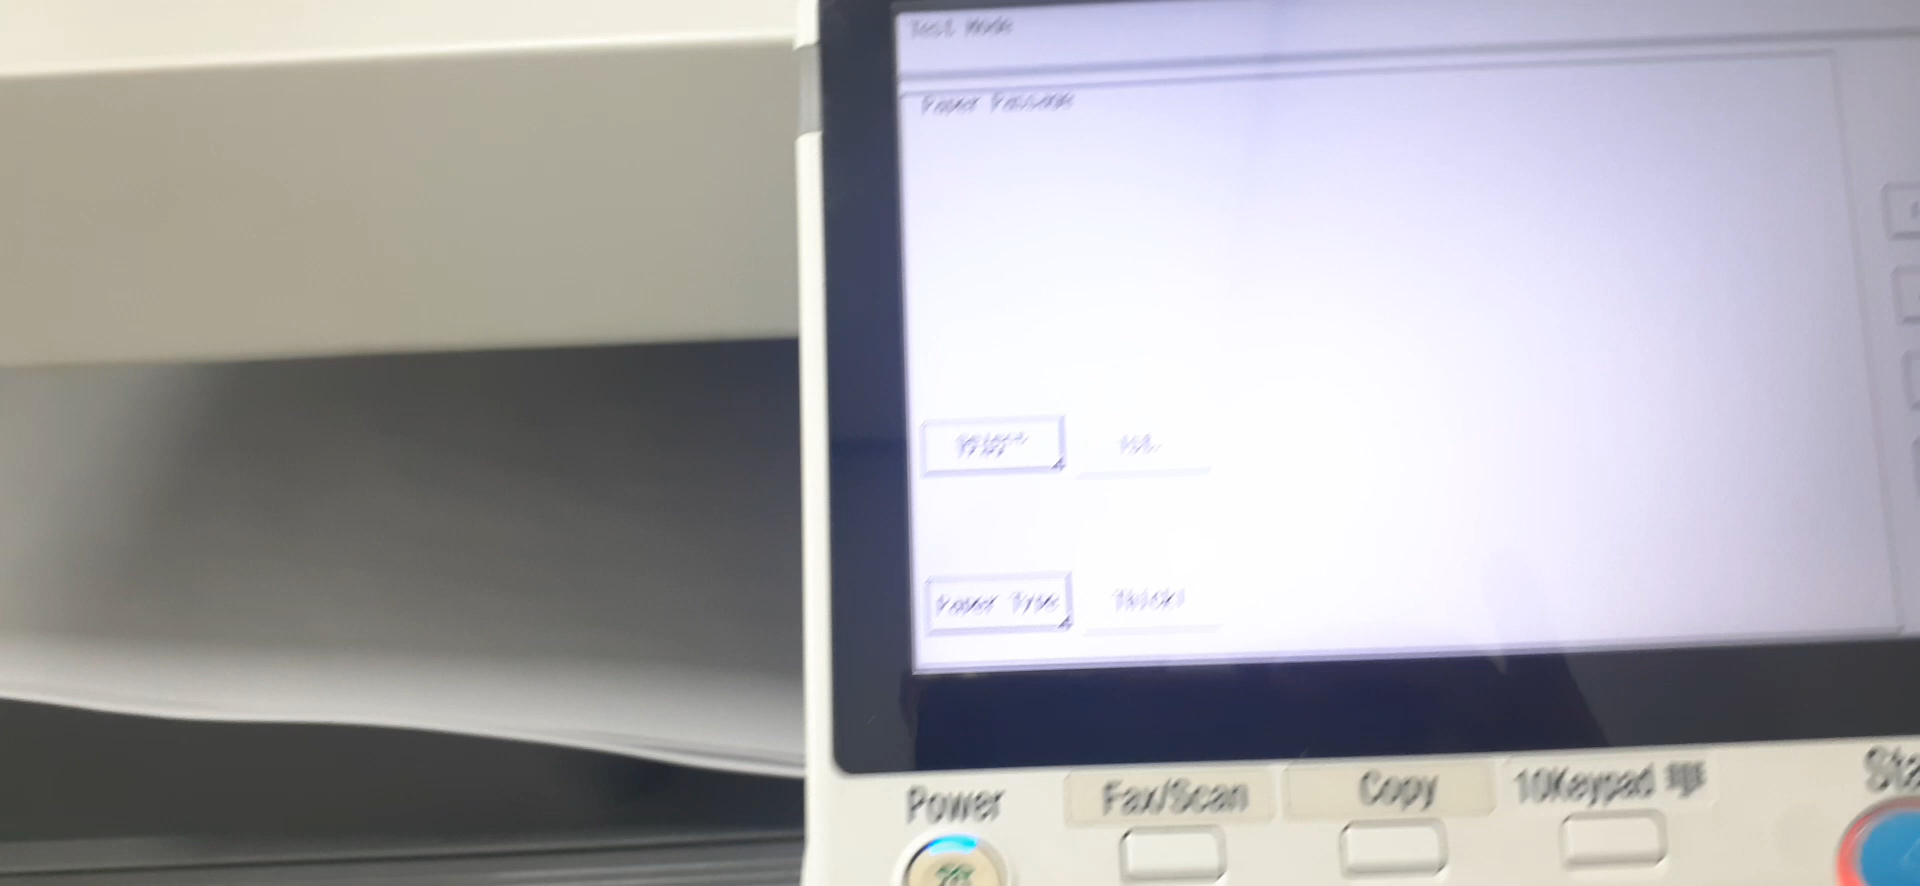 Test Mode
Paper Passage
Paper Type Thick1
Power Fax/Scan Copy 10Keypad